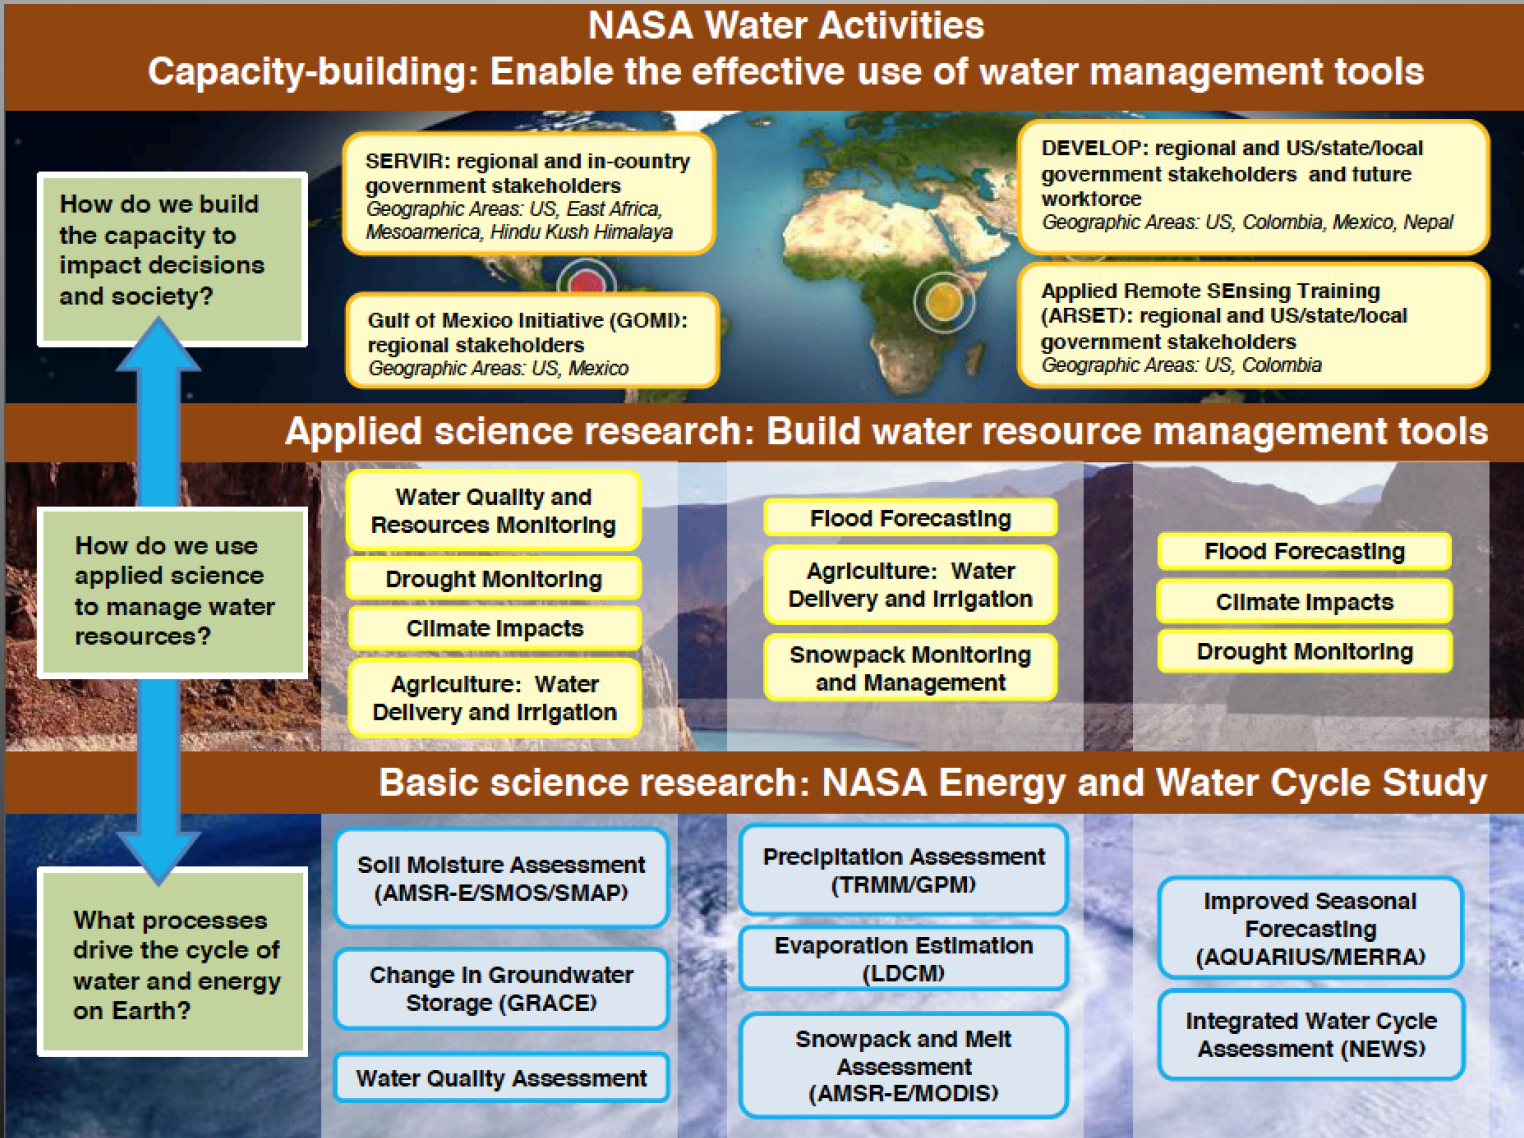 NASA Water Activities
Capacity-building: Enable the effective use of water management tools
How do we build
the capacity to
impact decisions
and society?
SERVIR: regional and in-country
government stakeholders
Geographic Areas: US, East Africa,
Mesoamerica, Hindu Kush Himalaya
Gulf of Mexico Initiative (GOMI):
regional stakeholders
Geographic Areas: US, Mexico
DEVELOP: regional and US/state/local
government stakeholders and future
workforce
Geographic Areas: US, Colombia, Mexico, Nepal
Applied Remote SEnsing Training
(ARSET): regional and US/state/local
government stakeholders
Geographic Areas: US, Colombia
Applied science research: Build water resource management tools
How do we use
applied science
to manage water
resources?
Water Quality and
Resources Monitoring
Drought Monitoring
Climate Impacts
Agriculture: Water
Delivery and Irrigation
Flood Forecasting
Agriculture: Water
Delivery and Irrigation
Snowpack Monitoring
and Management
Flood Forecasting
Climate Impacts
Drought Monitoring
Basic science research: NASA Energy and Water Cycle Study
What processes
drive the cycle of
water and energy
on Earth?
Soil Moisture Assessment
(AMSR-E/SMOS/SMAP)
Change in Groundwater
Storage (GRACE)
Water Quality Assessment
Precipitation Assessment
(TRMM/GPM)
Evaporation Estimation
(LDCM)
Snowpack and Melt
Assessment
(AMSR-E/MODIS)
Improved Seasonal
Forecasting
(AQUARIUS/MERRA)
Integrated Water Cycle
Assessment (NEWS)